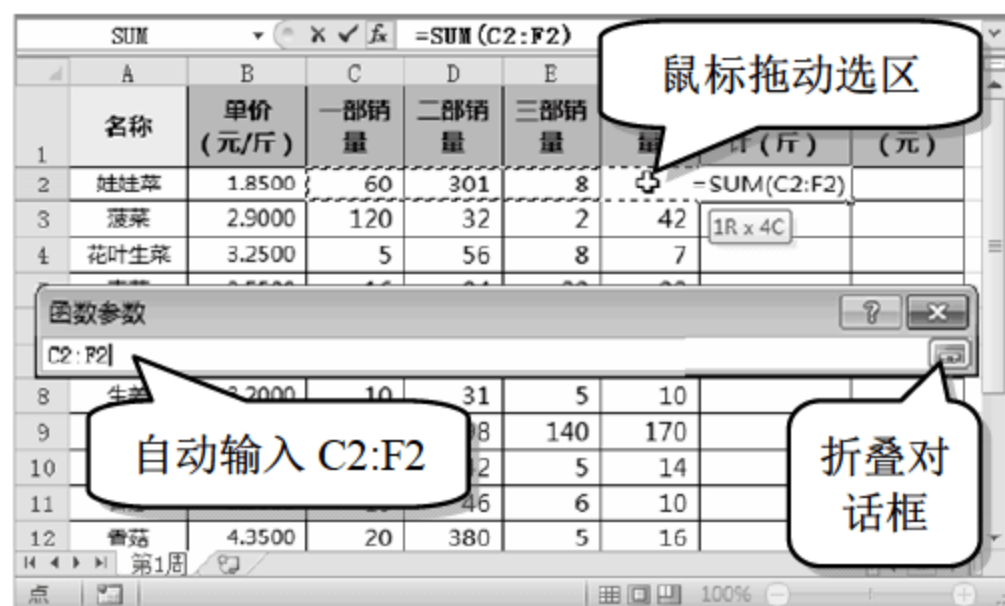 SUM =SUM(C2:F2)
A B C D E
1 名称 单价(元/斤) 一部销量 二部销量 三部销量 量 计(斤) (元)
鼠标拖动选区
2 娃娃菜 1.8500 60 301 8 =SUM(C2:F2)
3 菠菜 2.9000 120 32 2 42
1R x 4C
4 花叶生菜 3.2500 5 56 8 7
函数参数
C2:F2
8 生姜 10 31 5 10
9 140 170
自动输入 C2:F2
折叠对
话框
10 5 14
11 46 6 10
12 香菇 4.3500 20 380 5 16
第1周
点 100%